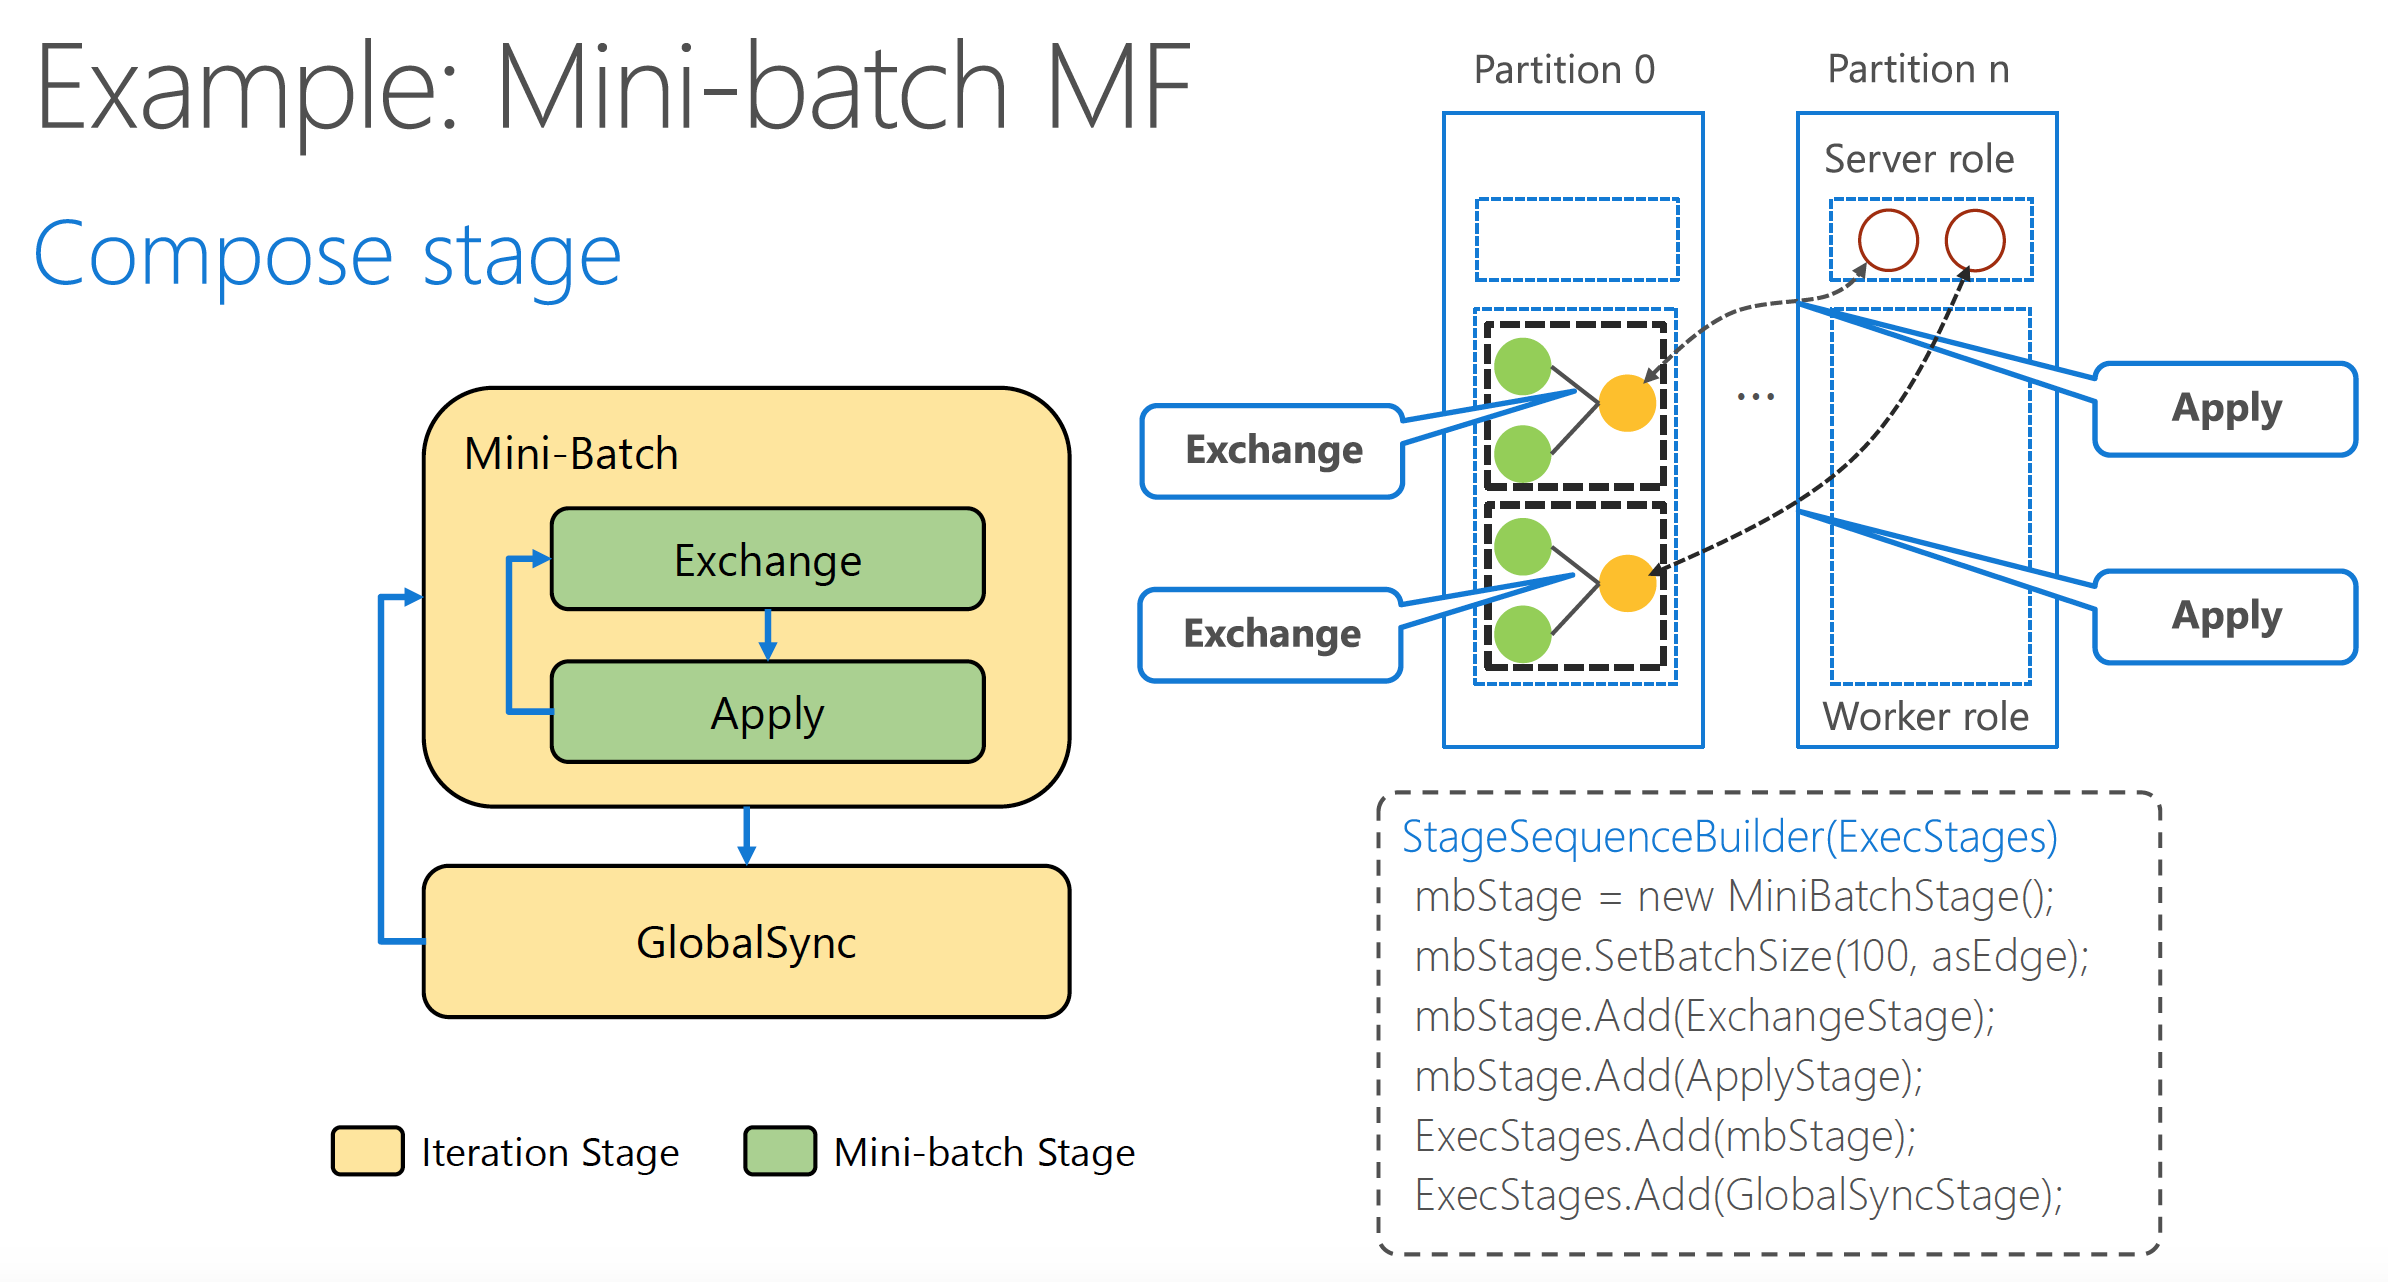 Example: Mini-batch MF
Compose stage
Mini-Batch
Exchange
Apply
GlobalSync
Iteration Stage
Mini-batch Stage
Partition 0
Partition n
Server role
...
Exchange
Exchange
Apply
Apply
Worker role
StageSequenceBuilder(ExecStages)
mbStage = new MiniBatchStage();
mbStage.SetBatchSize(100, asEdge);
mbStage.Add(ExchangeStage);
mbStage.Add(ApplyStage);
ExecStages.Add(mbStage);
ExecStages.Add(GlobalSyncStage);